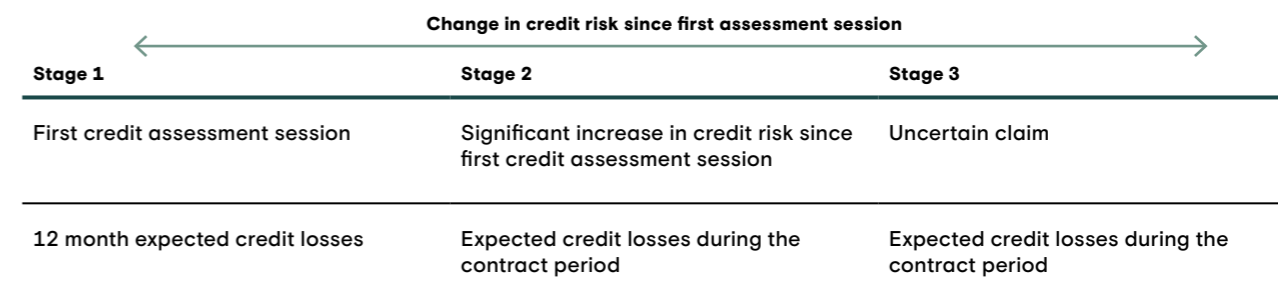 Change in credit risk since first assessment session
Stage 1
Stage 2
Stage 3
First credit assessment session
Significant increase in credit risk since
first credit assessment session
Uncertain claim
12 month expected credit losses
Expected credit losses during the
contract period
Expected credit losses during the
contract period